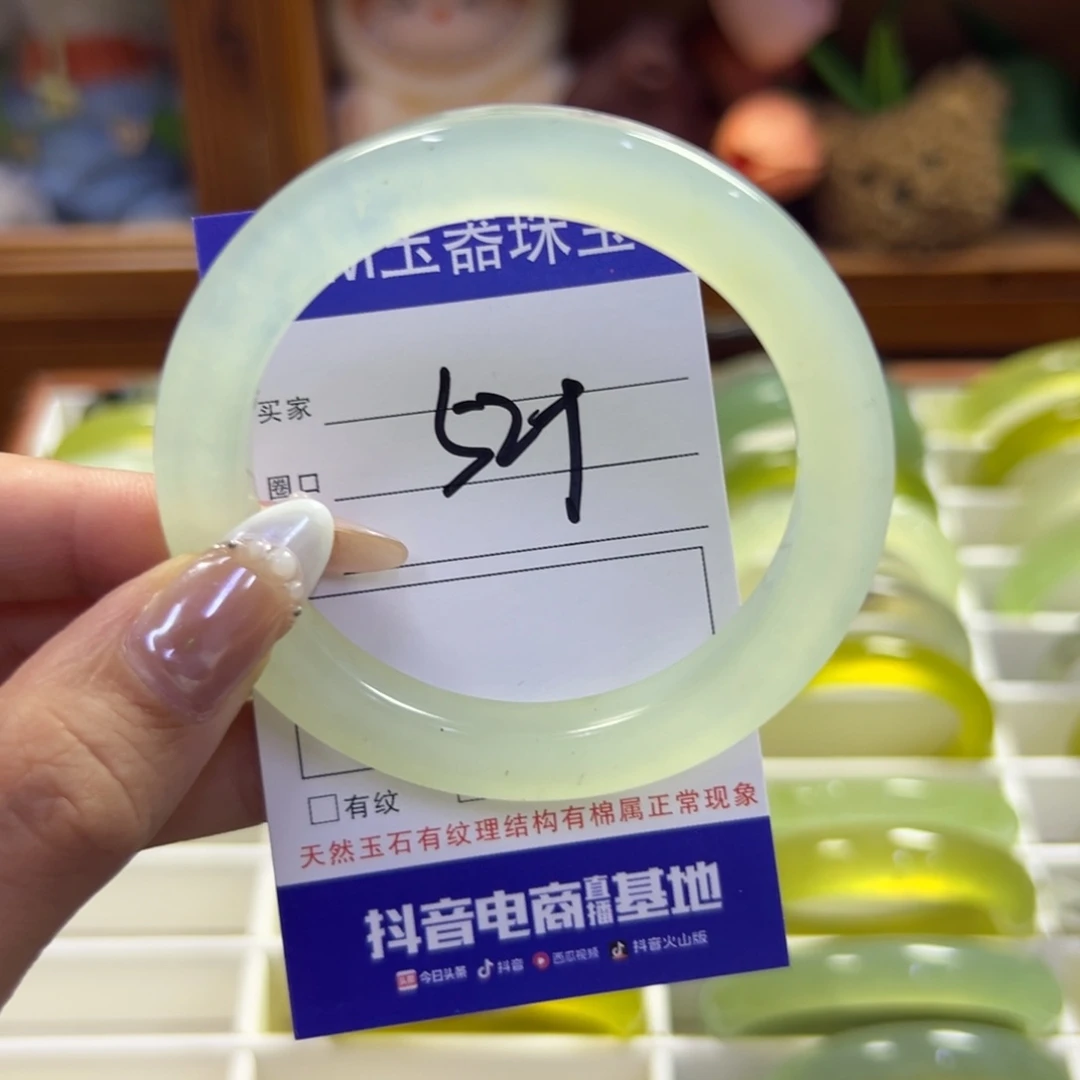 玉器珠宝
买家
圈口
有纹
天然玉石有纹理结构有棉属正常现象
抖音电商直播基地
头条 今日头条 抖音 西瓜视频 抖音火山版